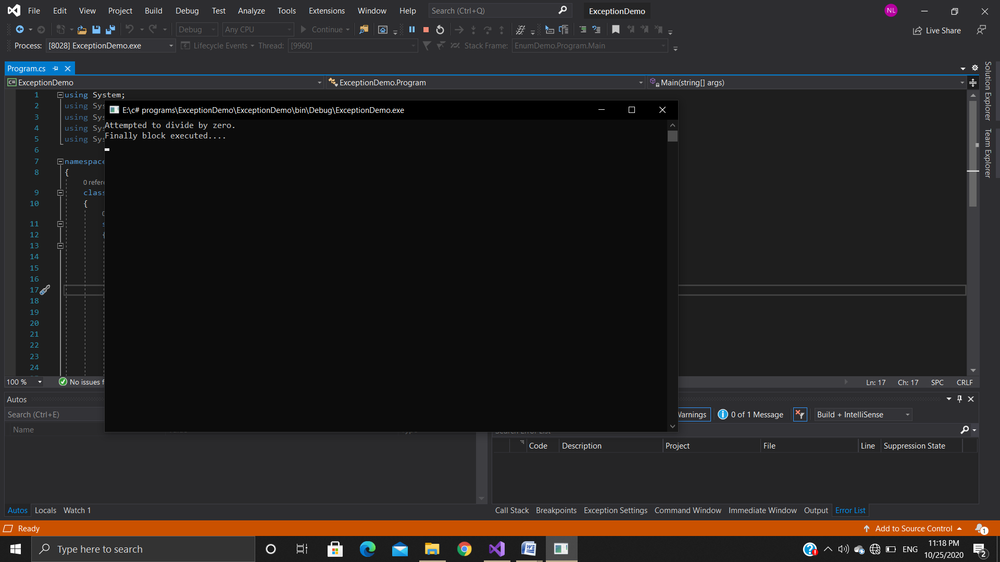 File Edit View Project Build Debug Test Analyze Tools Extensions Window Help Search (Ctrl+Q) ExceptionDemo NL
Debug Any CPU Continue Live Share
Process: [8028] ExceptionDemo.exe Lifecycle Events Thread: [9960] Stack Frame: EnumDemo.Program.Main
Program.cs
C# ExceptionDemo ExceptionDemo.Program Main(string[] args)
Solution Explorer
Team Explorer
1 using System;
2 using Sys
3 using Sys
4 using Sys
5 using Sys
6
7 namespace
8 {
0 refere
9 class
10 {
11 s
12 {
13
14
15
16
17
18
19
20
21
22
23
24
E:\c# programs\ExceptionDemo\ExceptionDemo\bin\Debug\ExceptionDemo.exe
Attempted to divide by zero.
Finally block executed....
100 % No issues f Ln: 17 Ch: 17 SPC CRLF
Autos
Search (Ctrl+E)
Name
Warnings 0 of 1 Message Build + IntelliSense
Search Error List
Code Description Project File Line Suppression State
Autos Locals Watch 1
Call Stack Breakpoints Exception Settings Command Window Immediate Window Output Error List
Ready Add to Source Control 1
Type here to search ENG 11:18 PM
10/25/2020 2